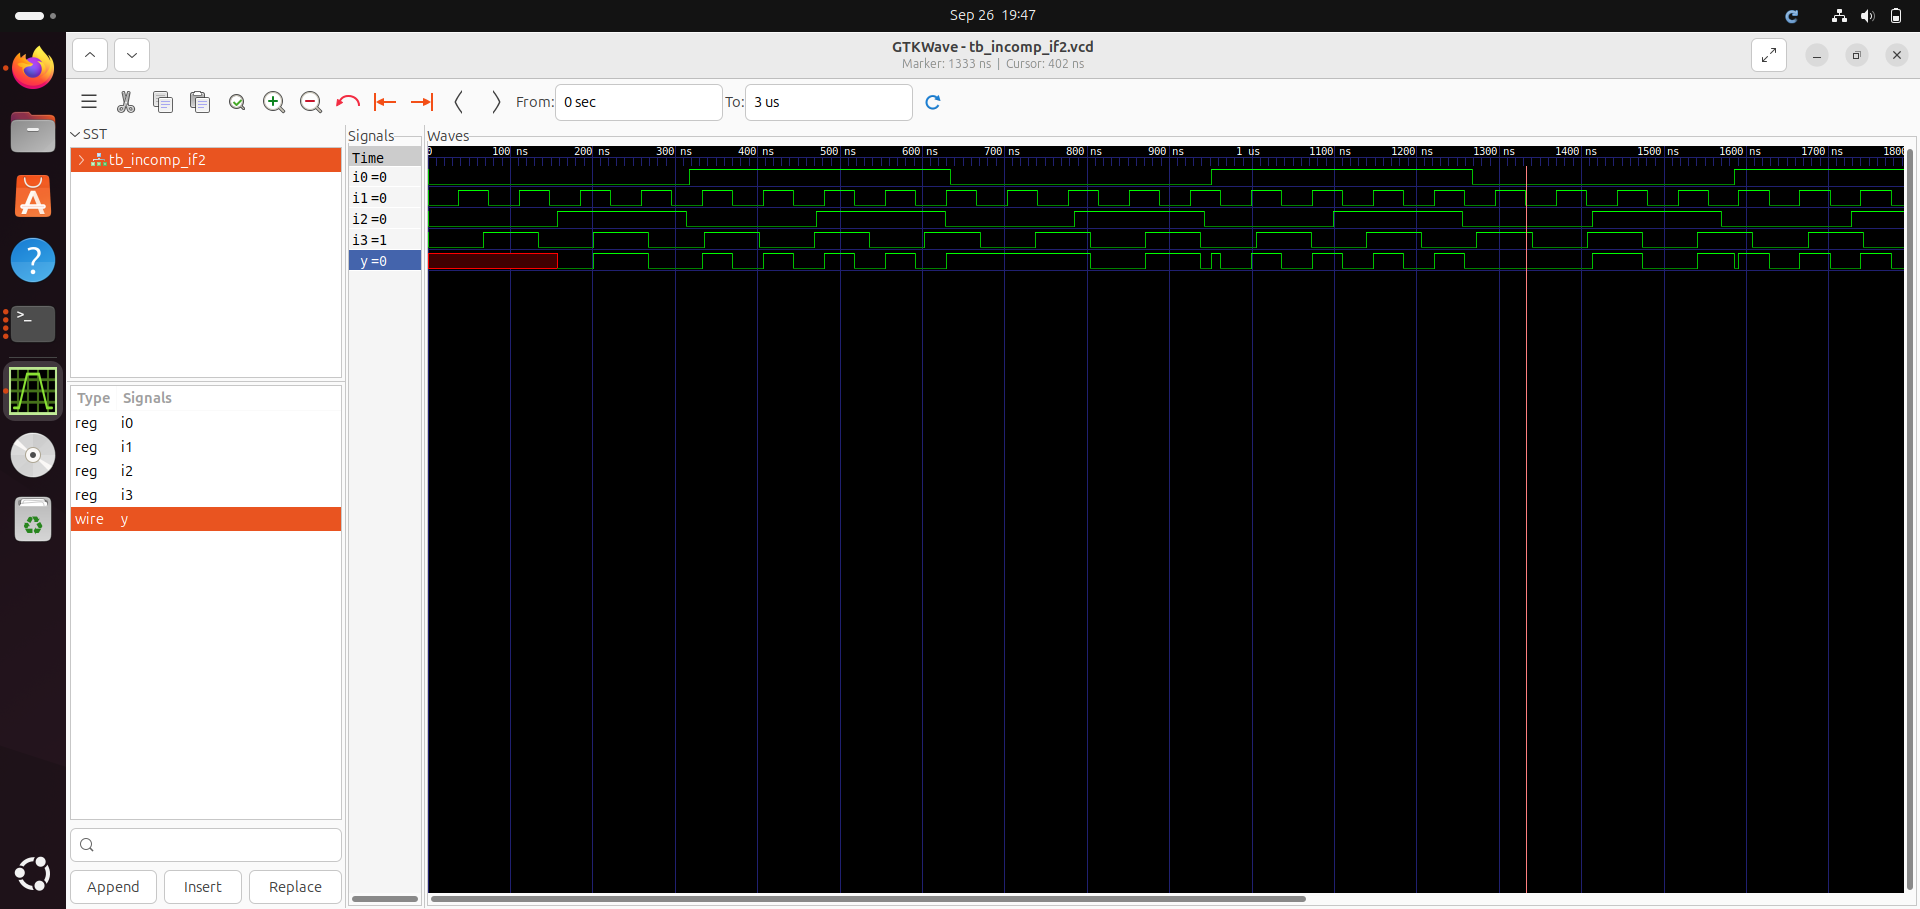 Sep 26 19:47
GTKWave - tb_incomp_if2.vcd
Marker: 1333 ns | Cursor: 402 ns
From: 0 sec To: 3 us
SST
tb_incomp_if2
Type Signals
reg i0
reg i1
reg i2
reg i3
wire y
Append Insert Replace
Signals
Time
i0 =0
i1 =0
i2 =0
i3 =1
y =0
Waves
0 100 ns 200 ns 300 ns 400 ns 500 ns 600 ns 700 ns 800 ns 900 ns 1 us 1100 ns 1200 ns 1300 ns 1400 ns 1500 ns 1600 ns 1700 ns 1800